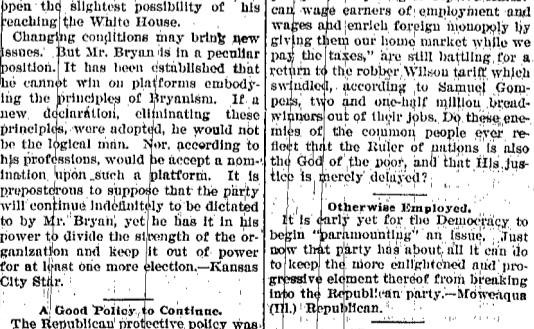 open the slightest possibility of his
reaching the White House.
Changing conditions may bring new
issues. But Mr. Bryan is in a peculiar
position. It has been established that
he cannot win on platforms embody-
ing the principles of Bryanism. If a
new declaration, eliminating these
principles, were adopted, he would not
be the logical man. Nor, according to
his professions, would he accept a nom-
ination upon such a platform. It is
preposterous to suppose that the party
will continue indefinitely to be dictated
to by Mr. Bryan, yet he has it in his
power to divide the strength of the or-
ganization and keep it out of power
for at least one more election.—Kansas
City Star.
A Good Policy to Continue.
The Republican protective policy was
can wage earners of employment and
wages and enrich foreign monopoly by
giving them our home market while we
pay the taxes," are still battling for a
return to the robber Wilson tariff which
swindled, according to Samuel Gom-
pers, two and one-half million bread-
winners out of their jobs. Do these ene-
mies of the common people ever re-
flect that the Ruler of nations is also
the God of the poor, and that His jus-
tice is merely delayed?
Otherwise Employed.
It is early yet for the Democracy to
begin "paramounting" an issue. Just
now that party has about all it can do
to keep the more enlightened and pro-
gressive element thereof from breaking
into the Republican party.—Moweaqua
(Ill.) Republican.